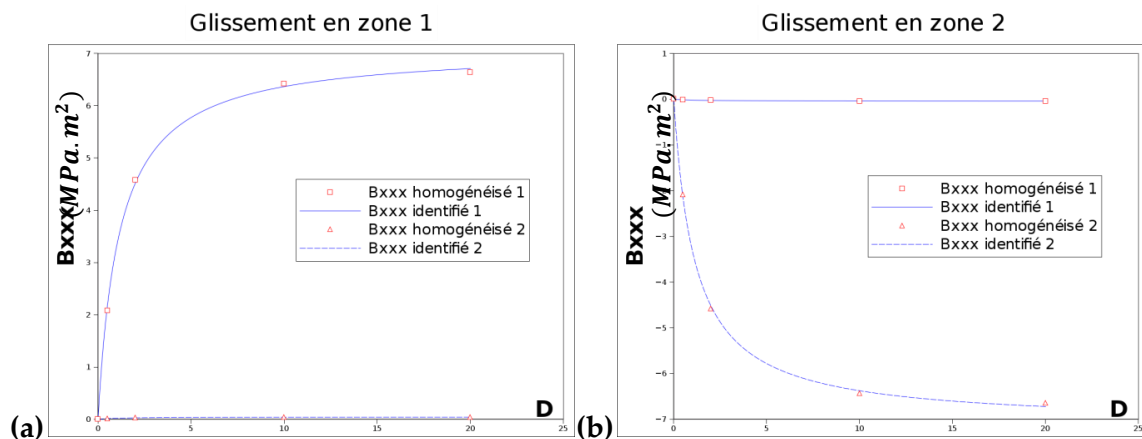 Glissement en zone 1
7
6
5
4
3
2
1
0
0
5
10
15
20
25
Bxxx (MPa.m²)
D
Bxxx homogénéisé 1
Bxxx identifié 1
Bxxx homogénéisé 2
Bxxx identifié 2
(a)
Glissement en zone 2
1
0
−1
−2
−3
−4
−5
−6
−7
0
5
10
15
20
25
Bxxx
(MPa.m²)
D
Bxxx homogénéisé 1
Bxxx identifié 1
Bxxx homogénéisé 2
Bxxx identifié 2
(b)